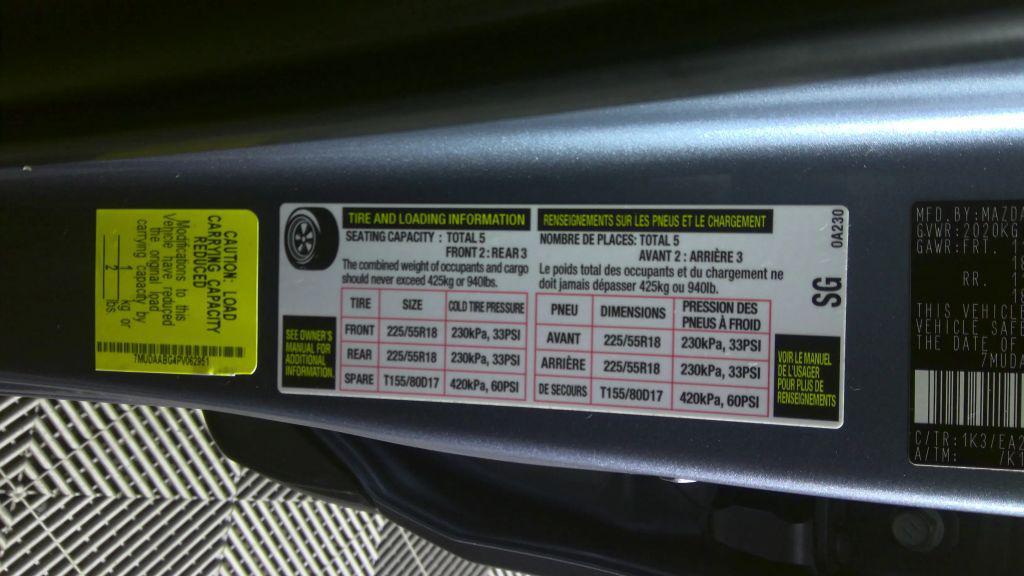 CAUTION: LOAD
CARRYING CAPACITY
REDUCED
Modifications to this
Vehicle have reduced
the original load
carrying capacity by
1 kg or
2 lbs
7MUDAABG4PV062951
TIRE AND LOADING INFORMATION
SEATING CAPACITY : TOTAL 5
FRONT 2 : REAR 3
The combined weight of occupants and cargo
should never exceed 425kg or 940lbs.
TIRE SIZE COLD TIRE PRESSURE
FRONT 225/55R18 230kPa, 33PSI
REAR 225/55R18 230kPa, 33PSI
SPARE T155/80D17 420kPa, 60PSI
SEE OWNER'S
MANUAL FOR
ADDITIONAL
INFORMATION.
RENSEIGNEMENTS SUR LES PNEUS ET LE CHARGEMENT
NOMBRE DE PLACES: TOTAL 5
AVANT 2 : ARRIÈRE 3
Le poids total des occupants et du chargement ne
doit jamais dépasser 425kg ou 940lb.
PNEU DIMENSIONS PRESSION DES
PNEUS À FROID
AVANT 225/55R18 230kPa, 33PSI
ARRIÈRE 225/55R18 230kPa, 33PSI
DE SECOURS T155/80D17 420kPa, 60PSI
VOIR LE MANUEL
DE L'USAGER
POUR PLUS DE
RENSEIGNEMENTS
0A230
SG
MFD.BY:MAZDA
GVWR:2020KG
GAWR:FRT.
RR.
THIS VEHICLE
VEHICLE
THE DATE OF
7MUDA
C/TR:1K3/EA2
A/TM: 7K1